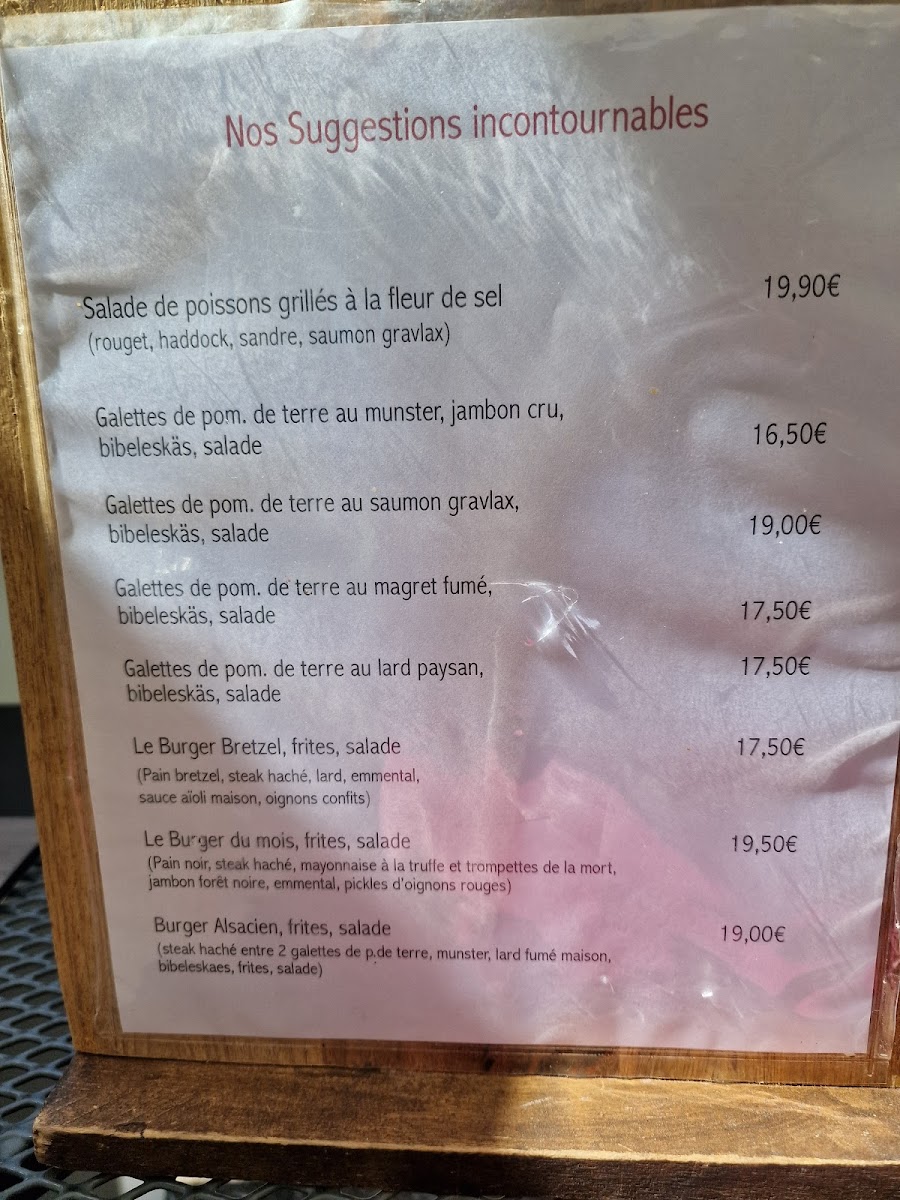 Nos Suggestions incontournables
Salade de poissons grillés à la fleur de sel 19,90€
(rouget, haddock, sandre, saumon gravlax)
Galettes de pom. de terre au munster, jambon cru,
bibeleskäs, salade 16,50€
Galettes de pom. de terre au saumon gravlax,
bibeleskäs, salade 19,00€
Galettes de pom. de terre au magret fumé,
bibeleskäs, salade 17,50€
Galettes de pom. de terre au lard paysan, 17,50€
bibeleskäs, salade
Le Burger Bretzel, frites, salade 17,50€
(Pain bretzel, steak haché, lard, emmental,
sauce aïoli maison, oignons confits)
Le Burger du mois, frites, salade 19,50€
(Pain noir, steak haché, mayonnaise à la truffe et trompettes de la mort,
jambon forêt noire, emmental, pickles d'oignons rouges)
Burger Alsacien, frites, salade 19,00€
(steak haché entre 2 galettes de p.de terre, munster, lard fumé maison,
bibeleskaes, frites, salade)